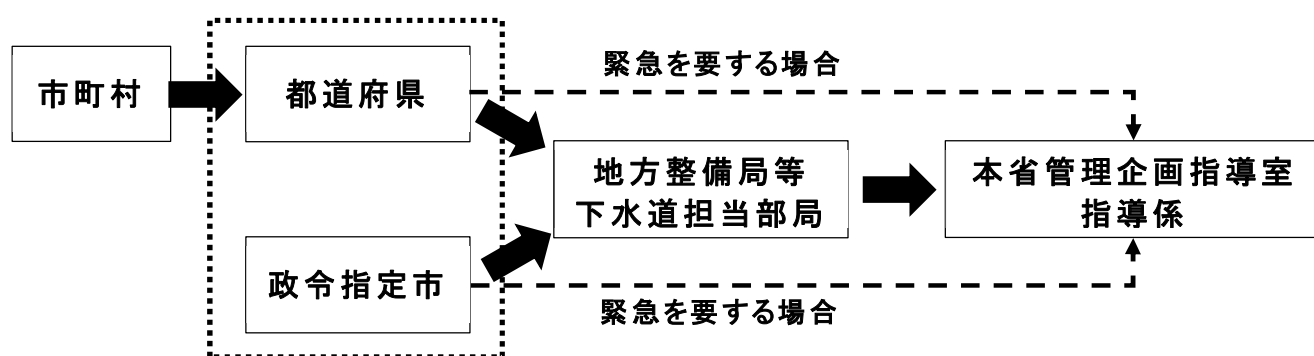 緊急を要する場合
市町村
都道府県
地方整備局等
下水道担当部局
本省管理企画指導室
指導係
政令指定市
緊急を要する場合